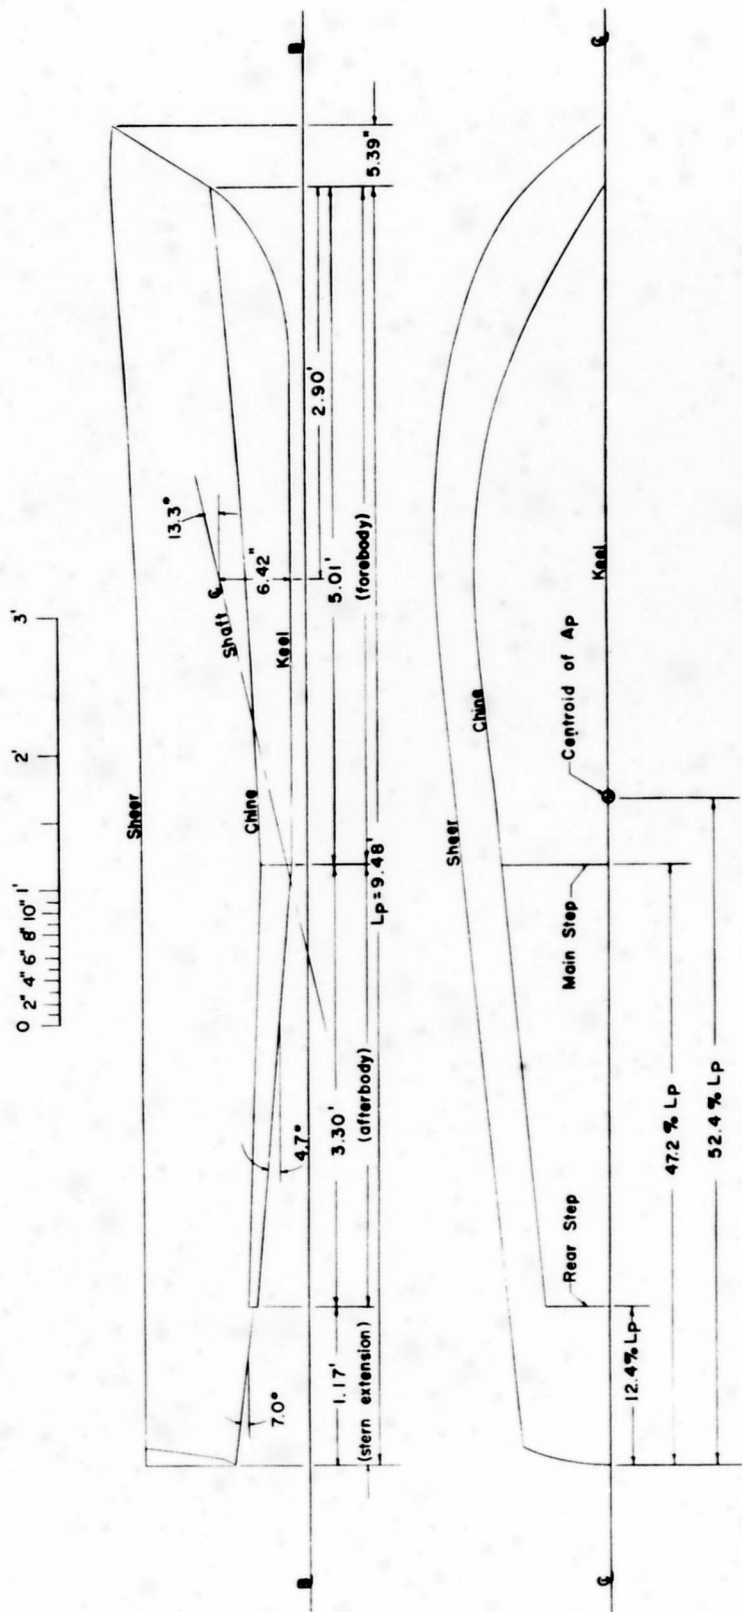 0 2" 4" 6" 8" 10" 1' 2' 3'
Sheer
13.3°
Shaft ℄
6.42"
Chine
Keel
2.90'
5.39"
5.01'
(forebody)
Lp=9.48'
4.7°
3.30'
(afterbody)
7.0°
1.17'
(stern extension)
B
B
Sheer
Chine
Keel
Centroid of Ap
Main Step
Rear Step
12.4% Lp
47.2 % Lp
52.4 % Lp
℄
℄